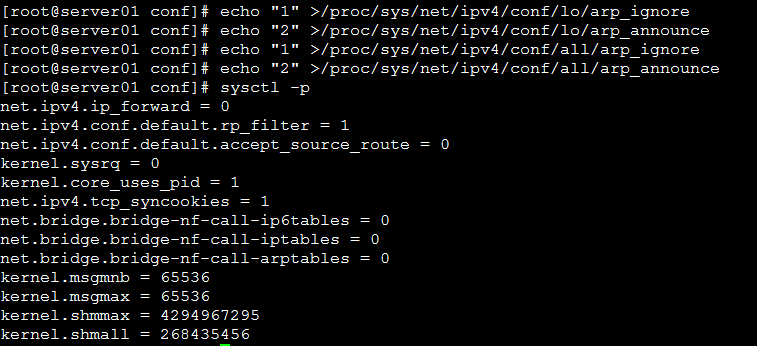 [root@server01 conf]# echo "1" >/proc/sys/net/ipv4/conf/lo/arp_ignore
[root@server01 conf]# echo "2" >/proc/sys/net/ipv4/conf/lo/arp_announce
[root@server01 conf]# echo "1" >/proc/sys/net/ipv4/conf/all/arp_ignore
[root@server01 conf]# echo "2" >/proc/sys/net/ipv4/conf/all/arp_announce
[root@server01 conf]# sysctl -p
net.ipv4.ip_forward = 0
net.ipv4.conf.default.rp_filter = 1
net.ipv4.conf.default.accept_source_route = 0
kernel.sysrq = 0
kernel.core_uses_pid = 1
net.ipv4.tcp_syncookies = 1
net.bridge.bridge-nf-call-ip6tables = 0
net.bridge.bridge-nf-call-iptables = 0
net.bridge.bridge-nf-call-arptables = 0
kernel.msgmnb = 65536
kernel.msgmax = 65536
kernel.shmmax = 4294967295
kernel.shmall = 268435456